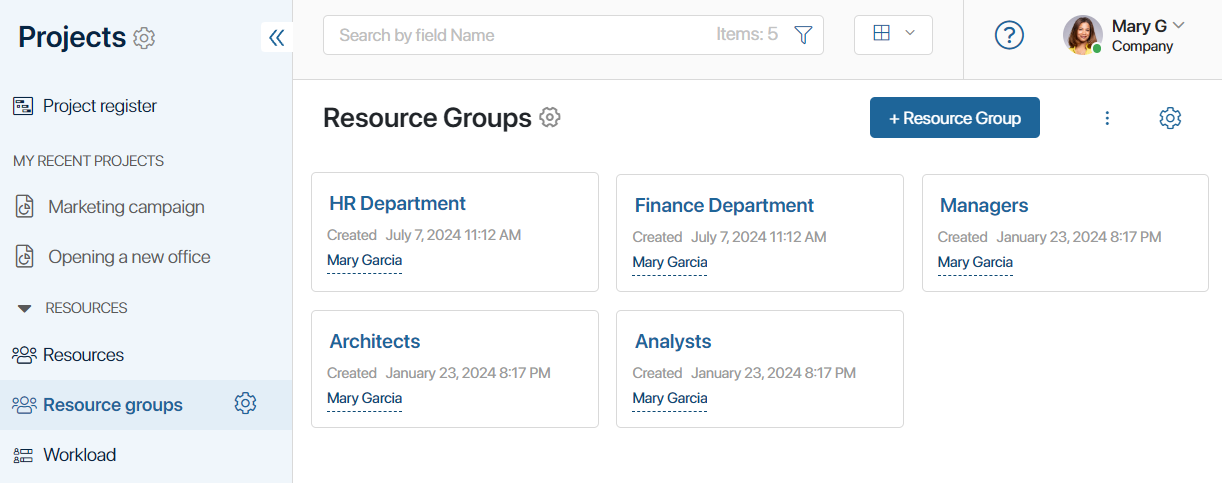 Projects
Project register
MY RECENT PROJECTS
Marketing campaign
Opening a new office
RESOURCES
Resources
Resource groups
Workload
Search by field Name
Items: 5
?
Mary G
Company
Resource Groups
+ Resource Group
HR Department
Created July 7, 2024 11:12 AM
Mary Garcia
Finance Department
Created July 7, 2024 11:12 AM
Mary Garcia
Managers
Created January 23, 2024 8:17 PM
Mary Garcia
Architects
Created January 23, 2024 8:17 PM
Mary Garcia
Analysts
Created January 23, 2024 8:17 PM
Mary Garcia